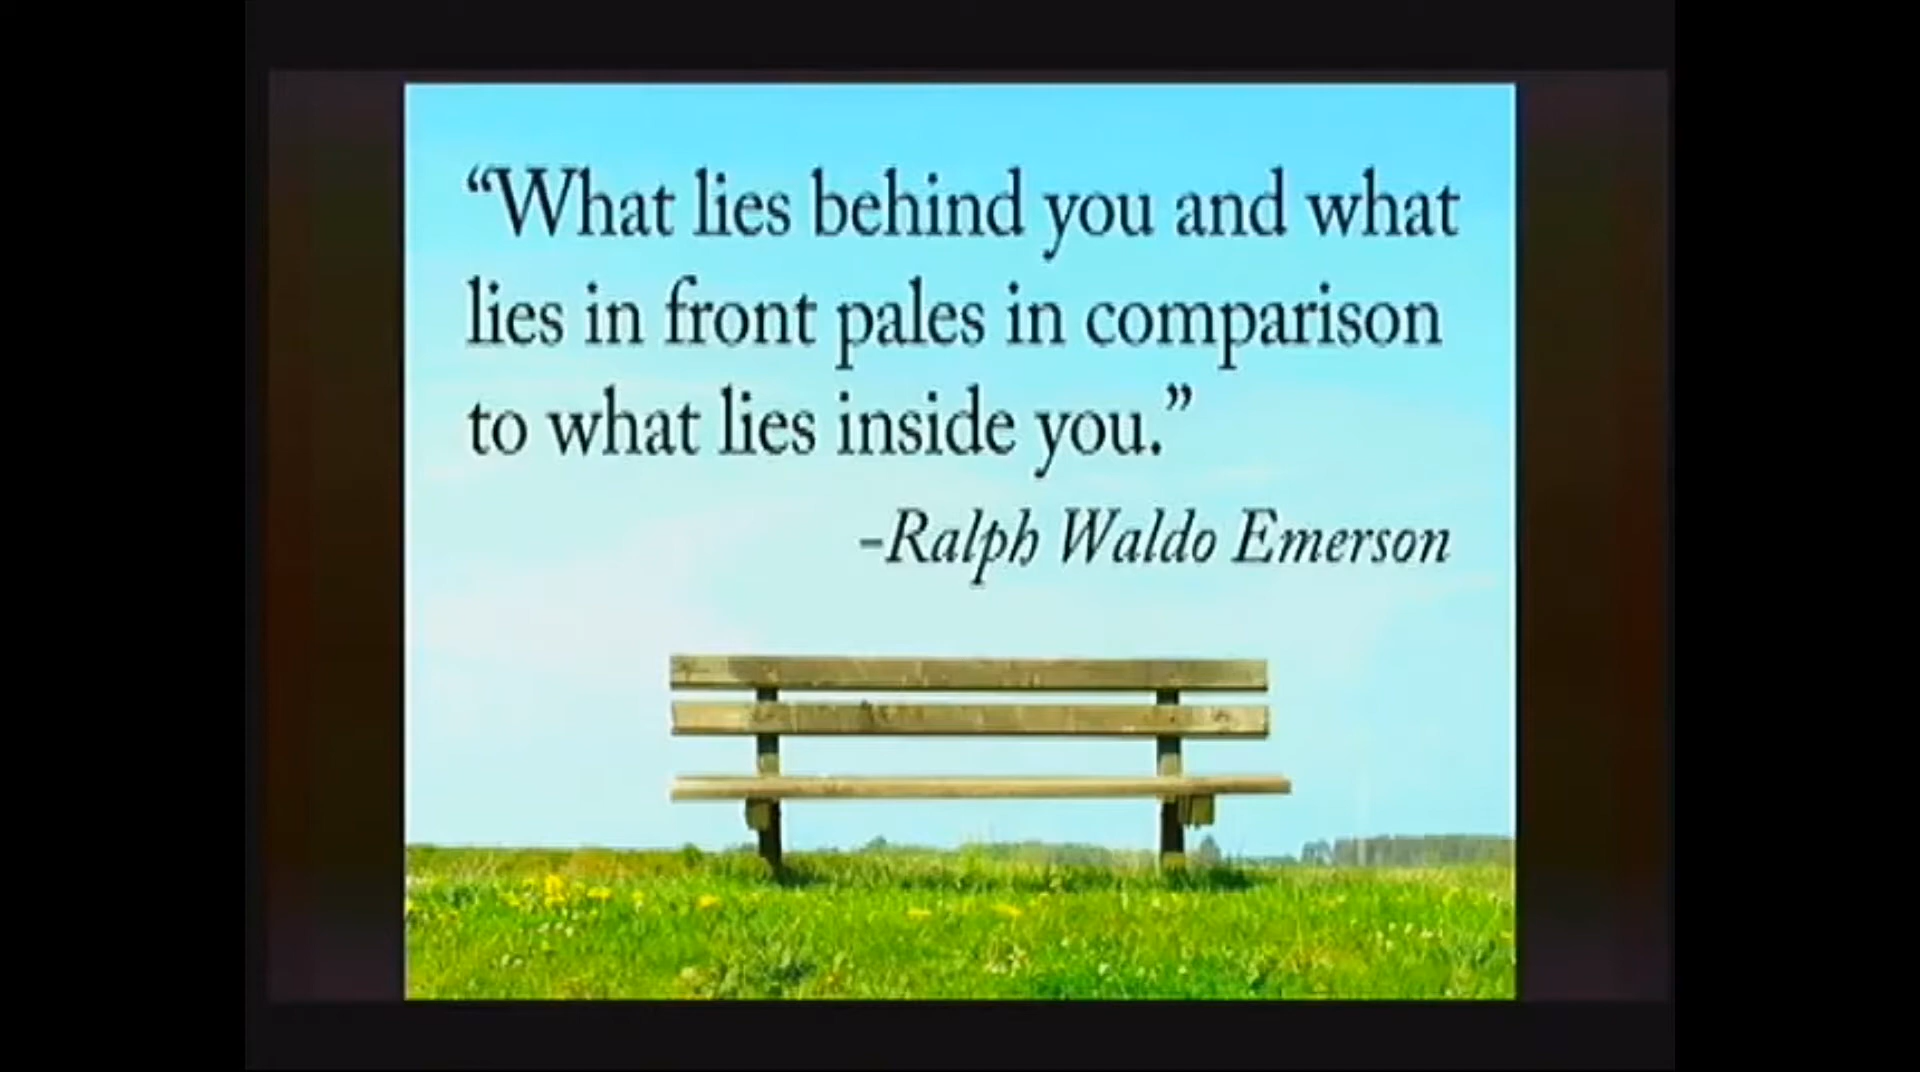 “What lies behind you and what
lies in front pales in comparison
to what lies inside you.”
-Ralph Waldo Emerson